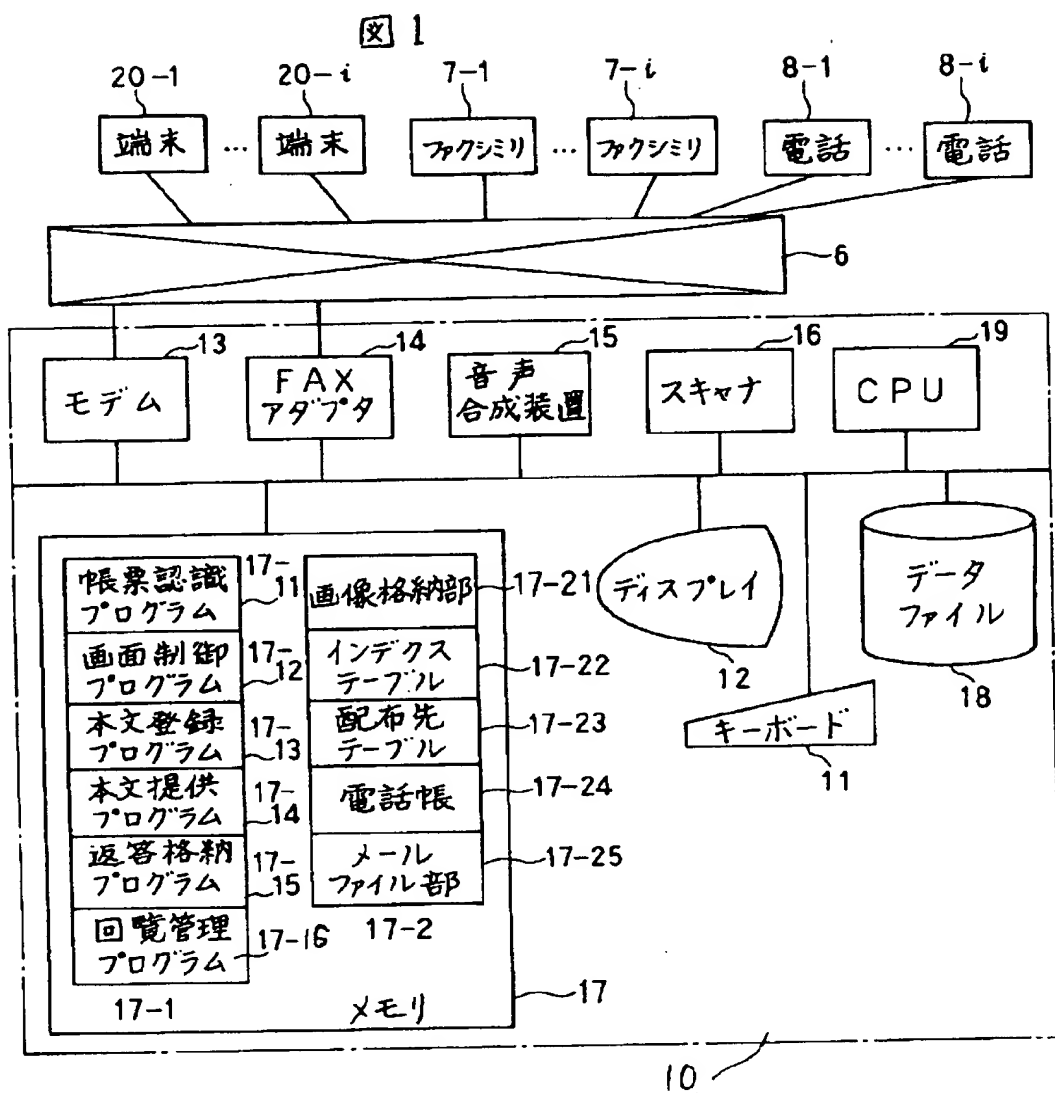 図1
20-1 20-i 7-1 7-i 8-1 8-i
端末 … 端末 ファクシミリ … ファクシミリ 電話 … 電話
6
13 14 15 16 19
モデム
FAX
アダプタ
音声
合成装置
スキャナ
CPU
帳票認識
プログラム
17-
11
画面制御
プログラム
17-
12
本文登録
プログラム
17-
13
本文提供
プログラム
17-
14
返答格納
プログラム
17-
15
回覧管理
プログラム
17-16
17-1
画像格納部
17-21
インデクス
テーブル
17-22
配布先
テーブル
17-23
電話帳
17-24
メール
ファイル部
17-25
17-2
メモリ
17
ディスプレイ
12
キーボード
11
データ
ファイル
18
10